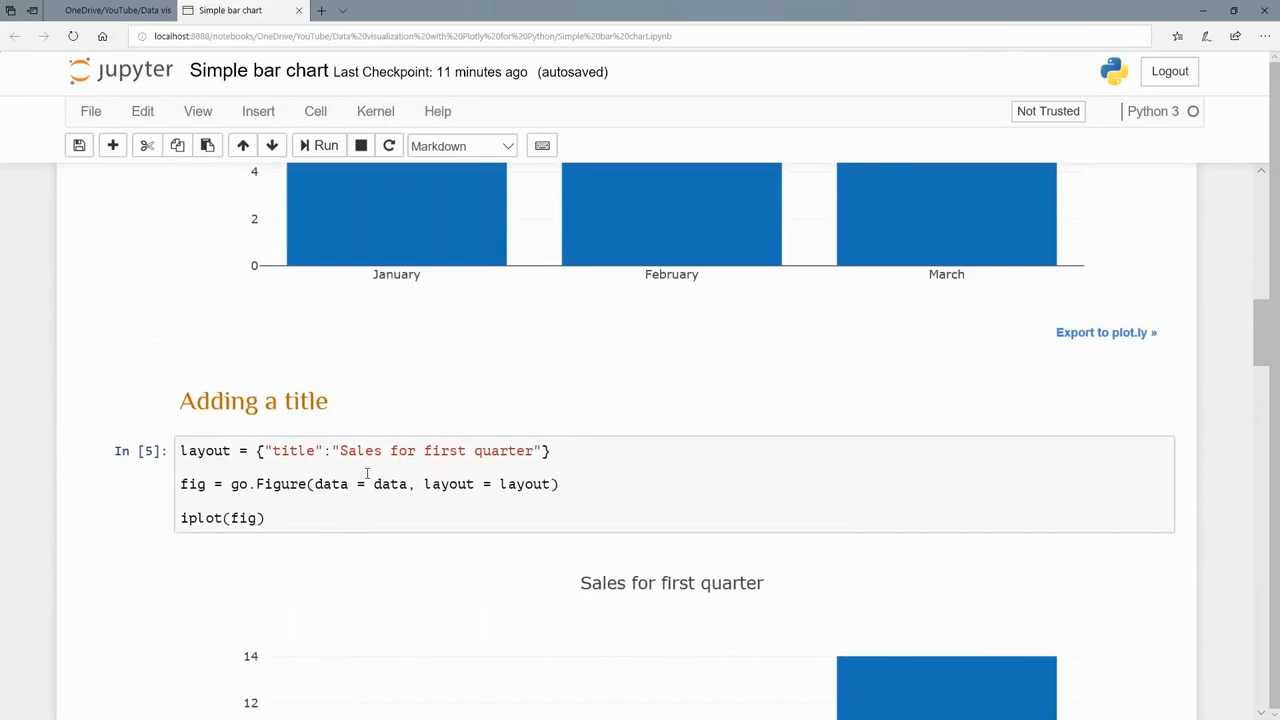 OneDrive/YouTube/Data vis
Simple bar chart
localhost:8888/notebooks/OneDrive/YouTube/Data%20visualization%20with%20Plotly%20for%20Python/Simple%20bar%20chart.ipynb
jupyter Simple bar chart Last Checkpoint: 11 minutes ago (autosaved)
Logout
File Edit View Insert Cell Kernel Help
Not Trusted
Python 3
Run
Markdown
4
2
0
January February March
Export to plot.ly »
Adding a title
In [5]: layout = {"title":"Sales for first quarter"}
fig = go.Figure(data = data, layout = layout)
iplot(fig)
Sales for first quarter
14
12